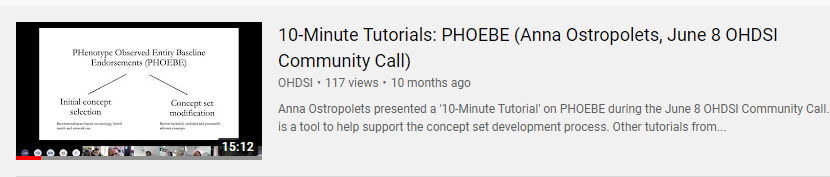 PHenotype Observed Entity Baseline
Endorsements (PHOEBE)
Initial concept
selection
Concept set
modification
15:12
10-Minute Tutorials: PHOEBE (Anna Ostropolets, June 8 OHDSI
Community Call)
OHDSI • 117 views • 10 months ago
Anna Ostropolets presented a '10-Minute Tutorial' on PHOEBE during the June 8 OHDSI Community Call.
is a tool to help support the concept set development process. Other tutorials from...